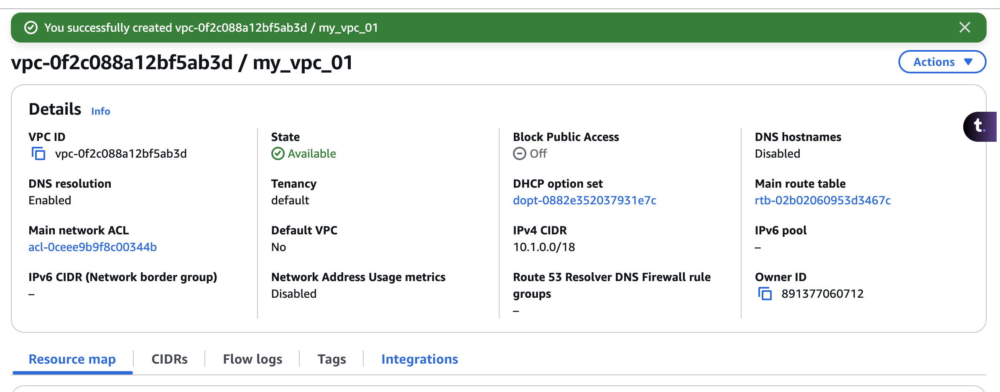 You successfully created vpc-0f2c088a12bf5ab3d / my_vpc_01
vpc-0f2c088a12bf5ab3d / my_vpc_01
Actions
Details Info
VPC ID
vpc-0f2c088a12bf5ab3d
State
Available
Block Public Access
Off
DNS hostnames
Disabled
DNS resolution
Enabled
Tenancy
default
DHCP option set
dopt-0882e352037931e7c
Main route table
rtb-02b02060953d3467c
Main network ACL
acl-0ceee9b9f8c00344b
Default VPC
No
IPv4 CIDR
10.1.0.0/18
IPv6 pool
–
IPv6 CIDR (Network border group)
–
Network Address Usage metrics
Disabled
Route 53 Resolver DNS Firewall rule
groups
–
Owner ID
891377060712
t.
Resource map CIDRs Flow logs Tags Integrations